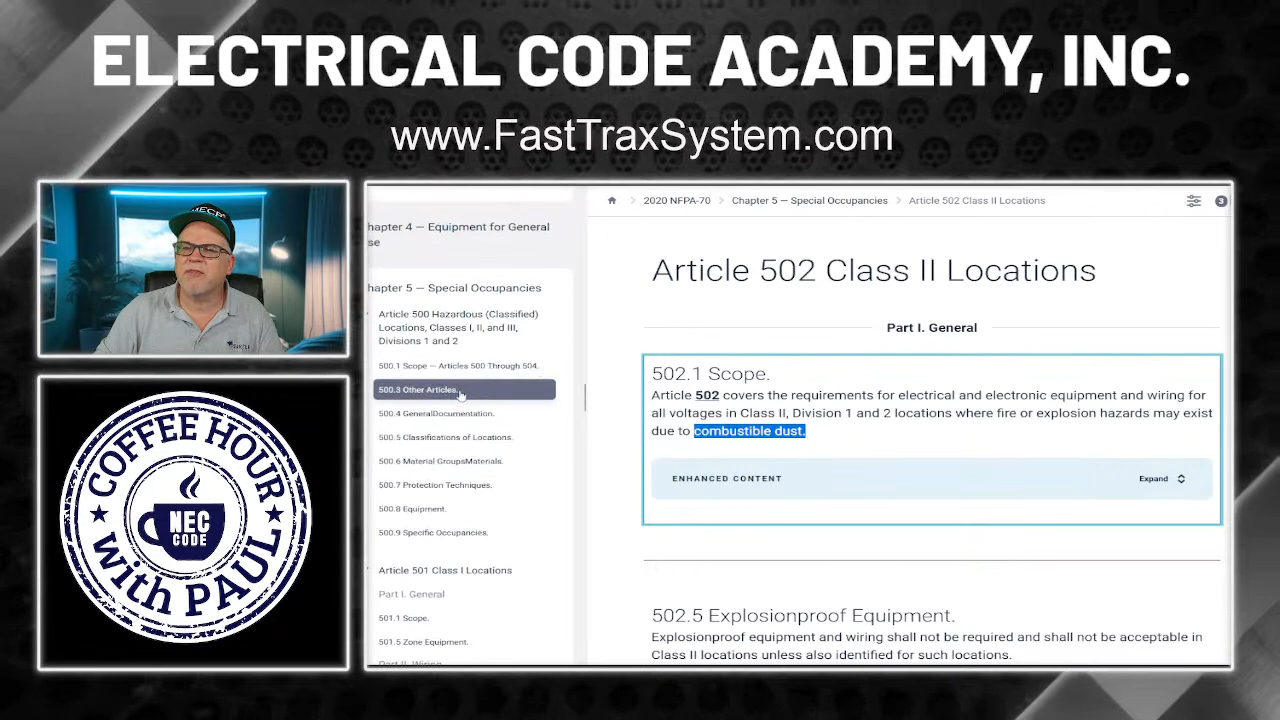 ELECTRICAL CODE ACADEMY, INC.
www.FastTraxSystem.com
COFFEE HOUR
NEC
CODE
with PAUL
hapter 4 — Equipment for General
se
hapter 5 — Special Occupancies
Article 500 Hazardous (Classified)
Locations, Classes I, II, and III,
Divisions 1 and 2
500.1 Scope — Articles 500 Through 504.
500.3 Other Articles.
500.4 GeneralDocumentation.
500.5 Classifications of Locations.
500.6 Material GroupsMaterials.
500.7 Protection Techniques.
500.8 Equipment.
500.9 Specific Occupancies.
Article 501 Class I Locations
Part I. General
501.1 Scope.
501.5 Zone Equipment.
Part II. Wiring
2020 NFPA-70 > Chapter 5 — Special Occupancies > Article 502 Class II Locations
3
Article 502 Class II Locations
Part I. General
502.1 Scope.
Article 502 covers the requirements for electrical and electronic equipment and wiring for
all voltages in Class II, Division 1 and 2 locations where fire or explosion hazards may exist
due to combustible dust.
ENHANCED CONTENT
Expand
502.5 Explosionproof Equipment.
Explosionproof equipment and wiring shall not be required and shall not be acceptable in
Class II locations unless also identified for such locations.